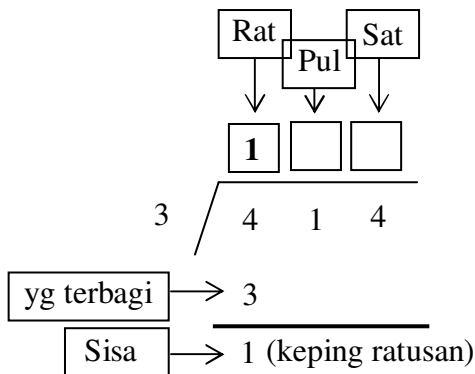 Rat Sat
Pul
1
3 4 1 4
yg terbagi 3
Sisa 1 (keping ratusan)